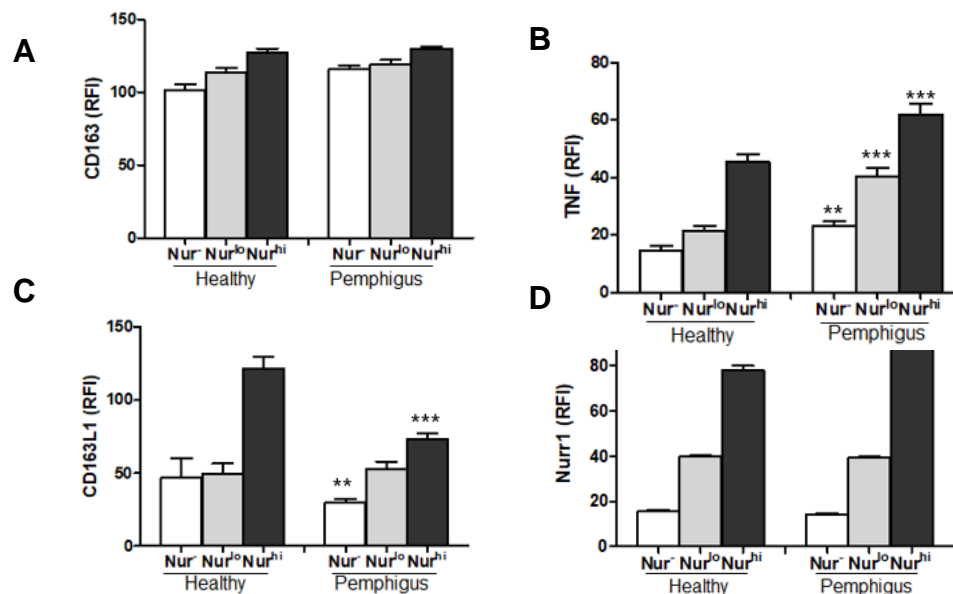 A
CD163 (RFI)
150
100
50
0
Nur⁻ Nurˡᵒ Nurʰⁱ Nur⁻ Nurˡᵒ Nurʰⁱ
Healthy Pemphigus
B
TNF (RFI)
80
60
40
20
0
** *** ***
Nur⁻ Nurˡᵒ Nurʰⁱ Nur⁻ Nurˡᵒ Nurʰⁱ
Healthy Pemphigus
C
CD163L1 (RFI)
150
100
50
0
** ***
Nur⁻ Nurˡᵒ Nurʰⁱ Nur⁻ Nurˡᵒ Nurʰⁱ
Healthy Pemphigus
D
Nurr1 (RFI)
80
60
40
20
0
Nur⁻ Nurˡᵒ Nurʰⁱ Nur⁻ Nurˡᵒ Nurʰⁱ
Healthy Pemphigus